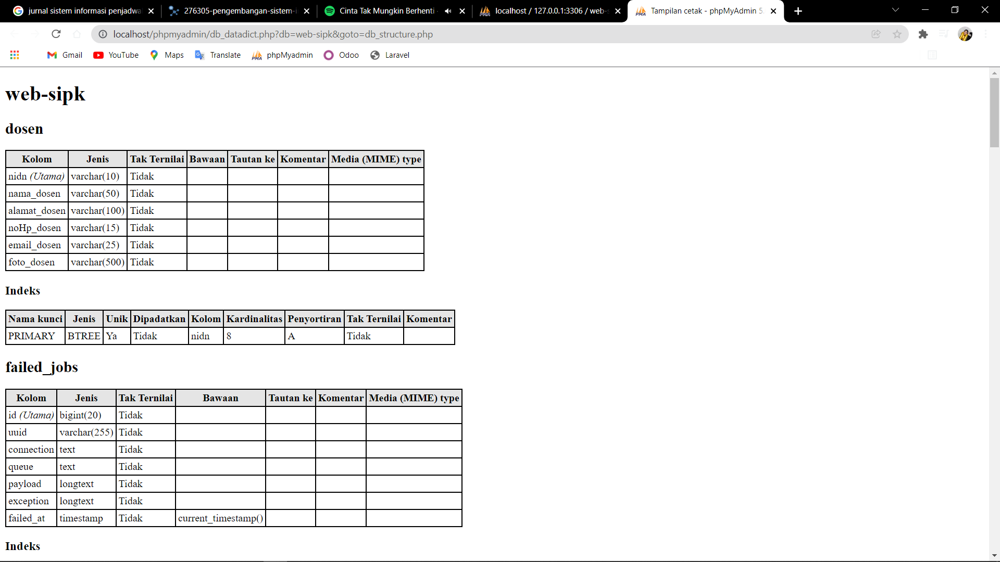 jurnal sistem informasi penjadwa
276305-pengembangan-sistem-i
Cinta Tak Mungkin Berhenti
localhost / 127.0.0.1:3306 / web-s
Tampilan cetak - phpMyAdmin 5.
localhost/phpmyadmin/db_datadict.php?db=web-sipk&goto=db_structure.php
Gmail YouTube Maps Translate phpMyadmin Odoo Laravel
web-sipk
dosen
Kolom Jenis Tak Ternilai Bawaan Tautan ke Komentar Media (MIME) type
nidn (Utama) varchar(10) Tidak
nama_dosen varchar(50) Tidak
alamat_dosen varchar(100) Tidak
noHp_dosen varchar(15) Tidak
email_dosen varchar(25) Tidak
foto_dosen varchar(500) Tidak
Indeks
Nama kunci Jenis Unik Dipadatkan Kolom Kardinalitas Penyortiran Tak Ternilai Komentar
PRIMARY BTREE Ya Tidak nidn 8 A Tidak
failed_jobs
Kolom Jenis Tak Ternilai Bawaan Tautan ke Komentar Media (MIME) type
id (Utama) bigint(20) Tidak
uuid varchar(255) Tidak
connection text Tidak
queue text Tidak
payload longtext Tidak
exception longtext Tidak
failed_at timestamp Tidak current_timestamp()
Indeks